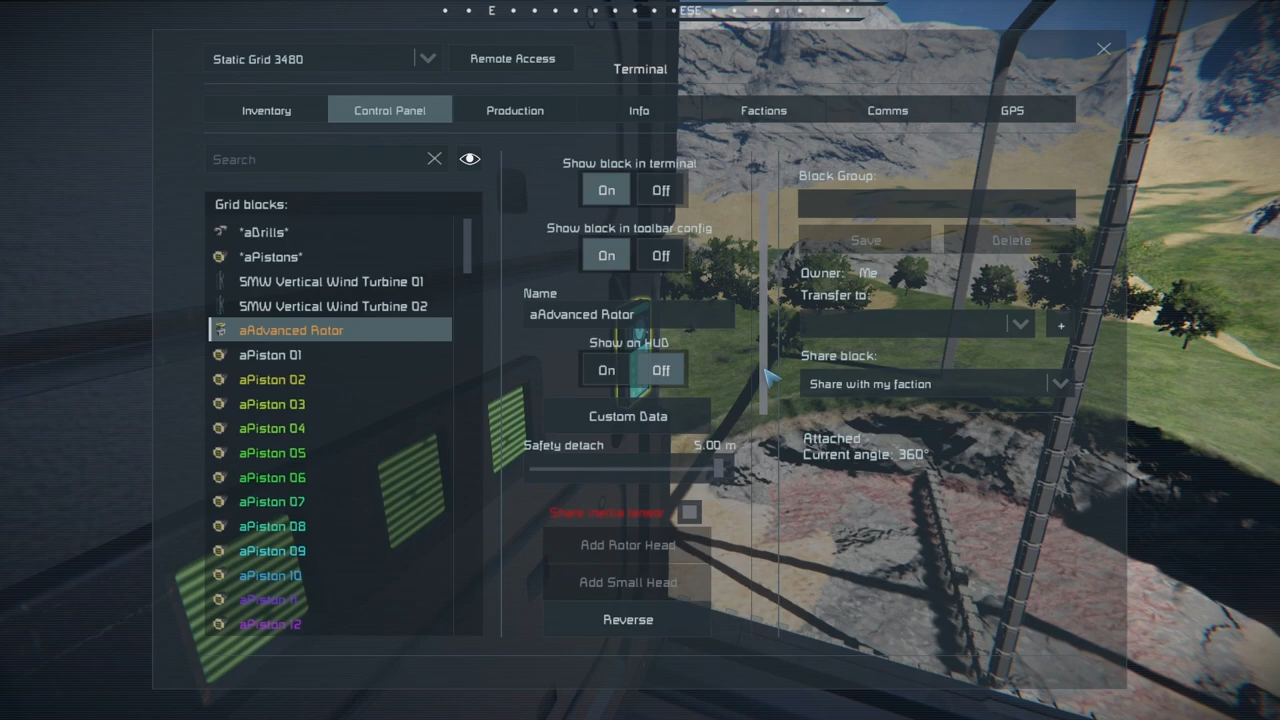 E
ESE
Static Grid 3480
Remote Access
Terminal
Inventory
Control Panel
Production
Info
Factions
Comms
GPS
Search
Grid blocks:
*aDrills*
*aPistons*
5MW Vertical Wind Turbine 01
5MW Vertical Wind Turbine 02
aAdvanced Rotor
aPiston 01
aPiston 02
aPiston 03
aPiston 04
aPiston 05
aPiston 06
aPiston 07
aPiston 08
aPiston 09
aPiston 10
aPiston 11
aPiston 12
Show block in terminal
On Off
Show block in toolbar config
On Off
Name
aAdvanced Rotor
Show on HUD
On Off
Custom Data
Safety detach 5.00 m
Share inertia tensor
Add Rotor Head
Add Small Head
Reverse
Block Group:
Save Delete
Owner: Me
Transfer to:
+
Share block:
Share with my faction
Attached
Current angle: 360°